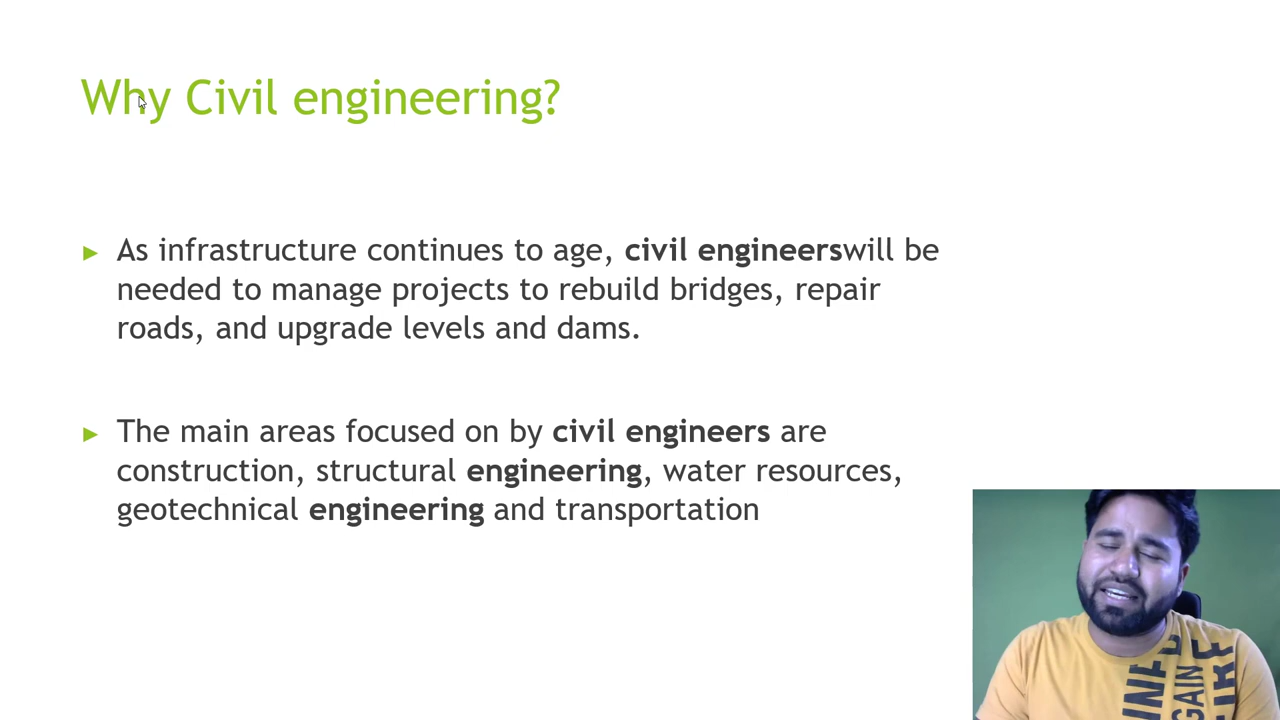 Why Civil engineering?
► As infrastructure continues to age, civil engineerswill be
needed to manage projects to rebuild bridges, repair
roads, and upgrade levels and dams.
► The main areas focused on by civil engineers are
construction, structural engineering, water resources,
geotechnical engineering and transportation
GAIN